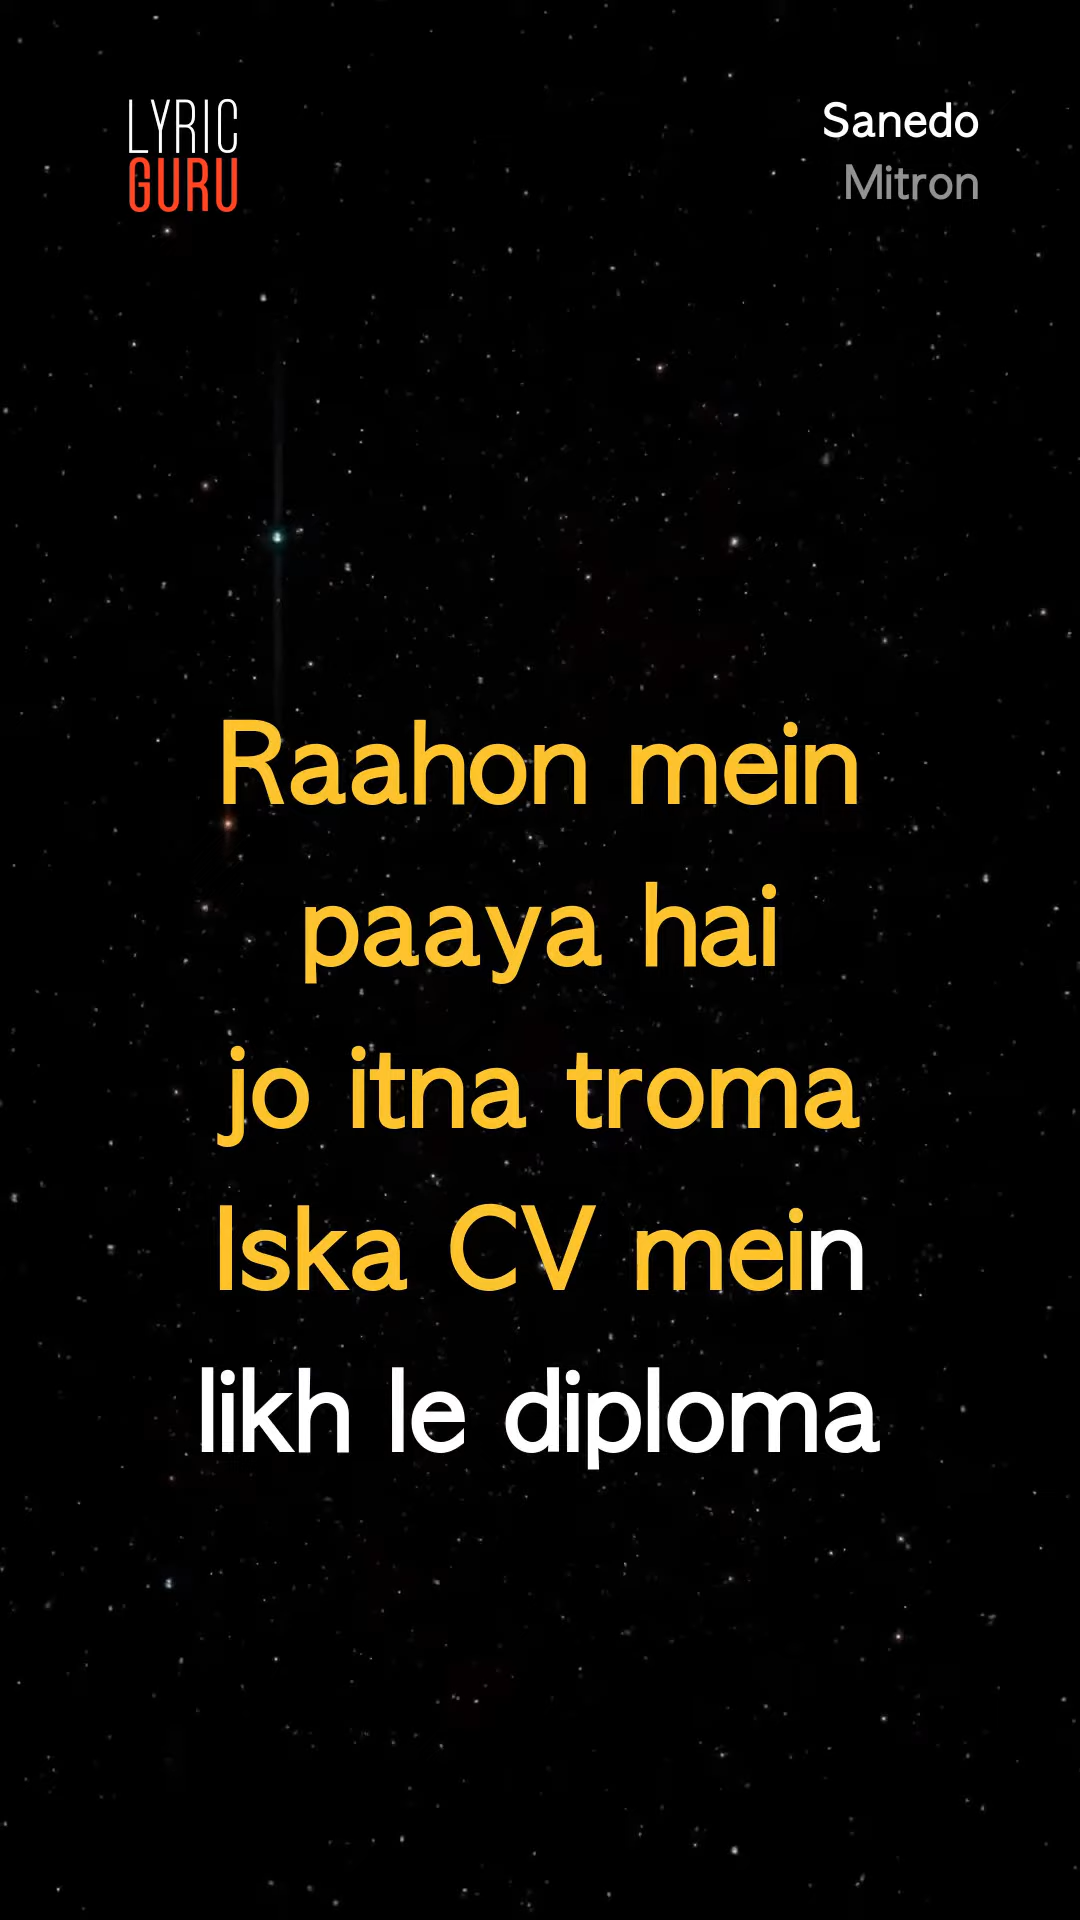 LYRIC
GURU
Sanedo
Mitron
Raahon mein
paaya hai
jo itna troma
Iska CV mein
likh le diploma